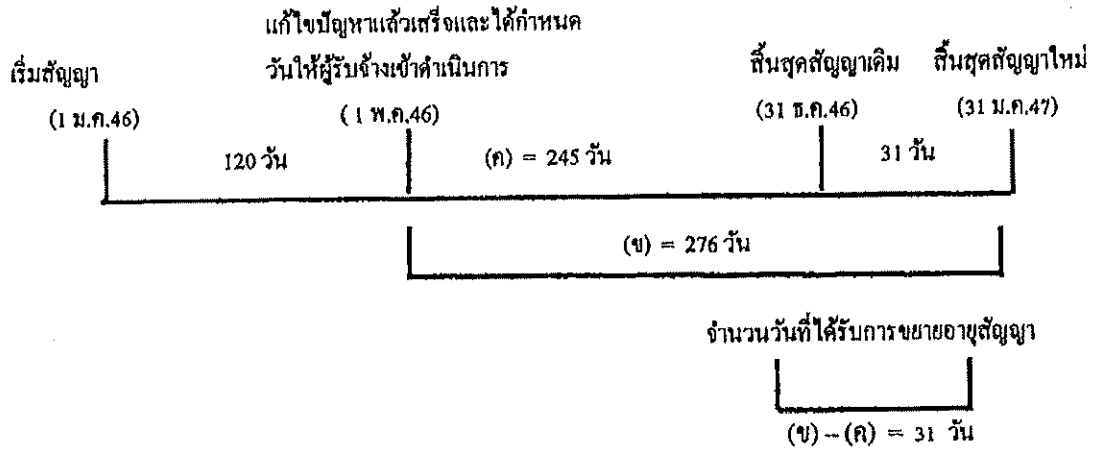 แก้ไขปัญหาแล้วเสร็จและได้กำหนด
วันให้ผู้รับจ้างเข้าดำเนินการ
เริ่มสัญญา
สิ้นสุดสัญญาเดิม
สิ้นสุดสัญญาใหม่
(1 ม.ค.46)
( 1 พ.ค.46)
(31 ธ.ค.46)
(31 ม.ค.47)
120 วัน
(ค) = 245 วัน
31 วัน
(ข) = 276 วัน
จำนวนวันที่ได้รับการขยายอายุสัญญา
(ข) – (ค) = 31 วัน